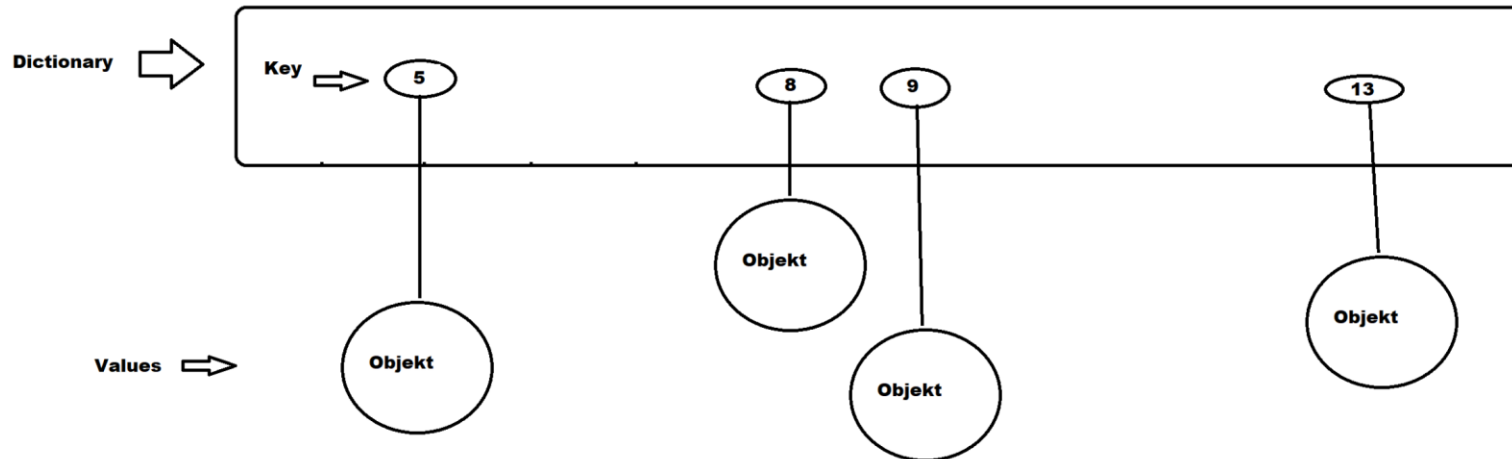 Dictionary
Key
5
8
9
13
Objekt
Objekt
Values
Objekt
Objekt